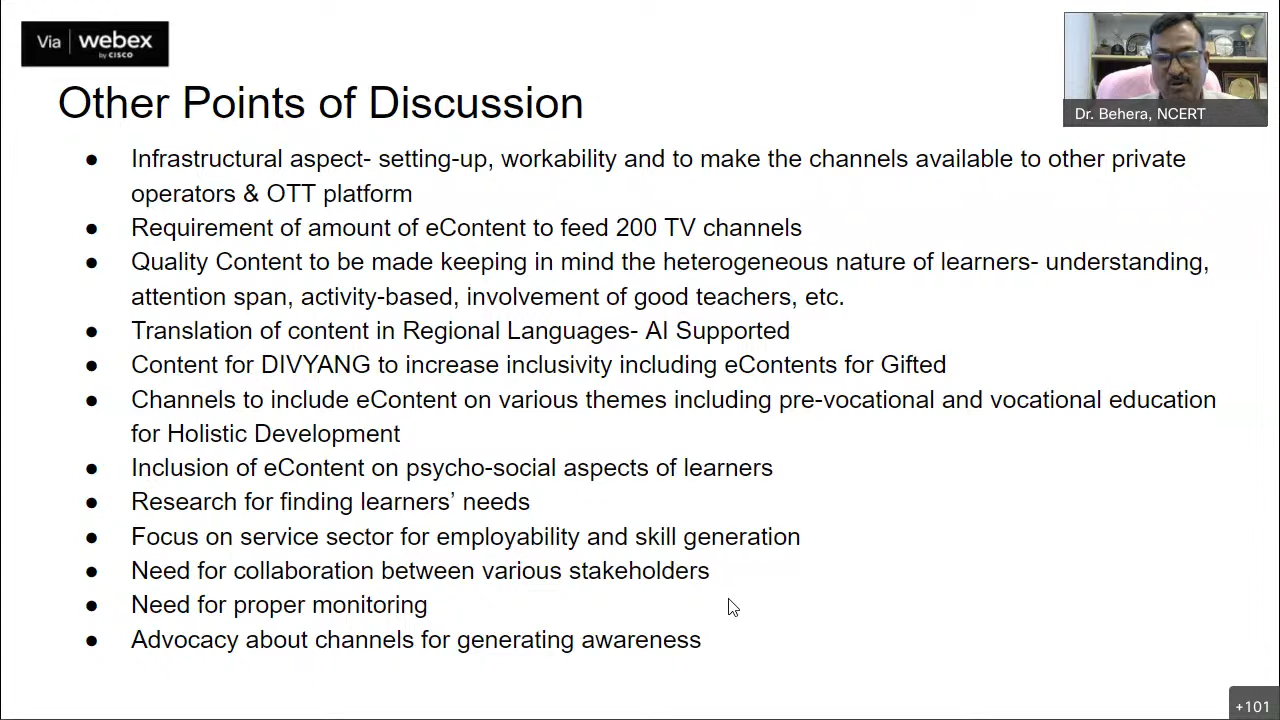 Via webex
by CISCO
Dr. Behera, NCERT
Other Points of Discussion
● Infrastructural aspect- setting-up, workability and to make the channels available to other private
operators & OTT platform
● Requirement of amount of eContent to feed 200 TV channels
● Quality Content to be made keeping in mind the heterogeneous nature of learners- understanding,
attention span, activity-based, involvement of good teachers, etc.
● Translation of content in Regional Languages- AI Supported
● Content for DIVYANG to increase inclusivity including eContents for Gifted
● Channels to include eContent on various themes including pre-vocational and vocational education
for Holistic Development
● Inclusion of eContent on psycho-social aspects of learners
● Research for finding learners’ needs
● Focus on service sector for employability and skill generation
● Need for collaboration between various stakeholders
● Need for proper monitoring
● Advocacy about channels for generating awareness
+101